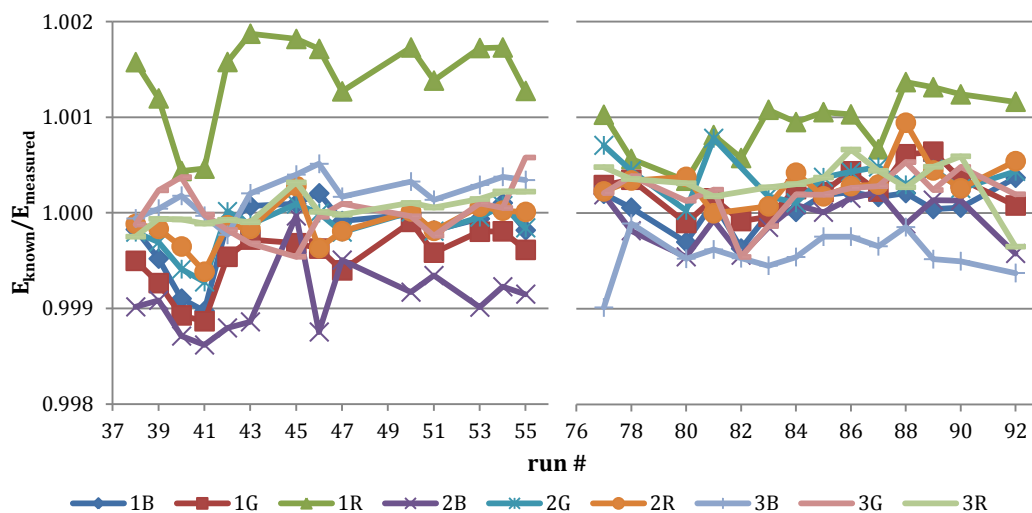 1.002
1.001
1.000
0.999
0.998
E_known/E_measured
37 39 41 43 45 47 49 51 53 55
76 78 80 82 84 86 88 90 92
run #
1B 1G 1R 2B 2G 2R 3B 3G 3R